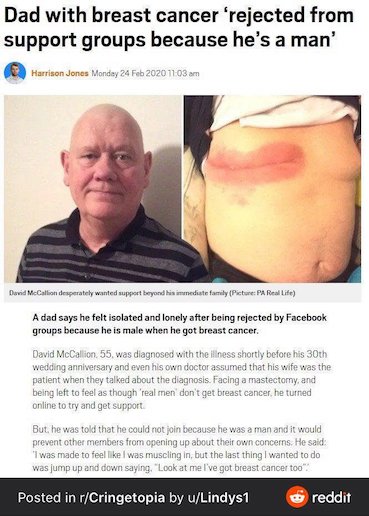 Dad with breast cancer ‘rejected from
support groups because he’s a man’
Harrison Jones Monday 24 Feb 2020 11:03 am
David McCallion desperately wanted support beyond his immediate family (Picture: PA Real Life)
A dad says he felt isolated and lonely after being rejected by Facebook
groups because he is male when he got breast cancer.
David McCallion, 55, was diagnosed with the illness shortly before his 30th
wedding anniversary and even his own doctor assumed that his wife was the
patient when they talked about the diagnosis. Facing a mastectomy, and
being left to feel as though ‘real men’ don’t get breast cancer, he turned
online to try and get support.
But, he was told that he could not join because he was a man and it would
prevent other members from opening up about their own concerns. He said:
‘I was made to feel like I was muscling in, but the last thing I wanted to do
was jump up and down saying, “Look at me I’ve got breast cancer too”.’
Posted in r/Cringetopia by u/Lindys1
reddit